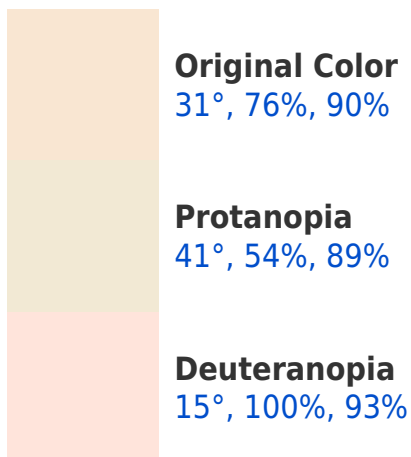 Original Color
31°, 76%, 90%
Protanopia
41°, 54%, 89%
Deuteranopia
15°, 100%, 93%